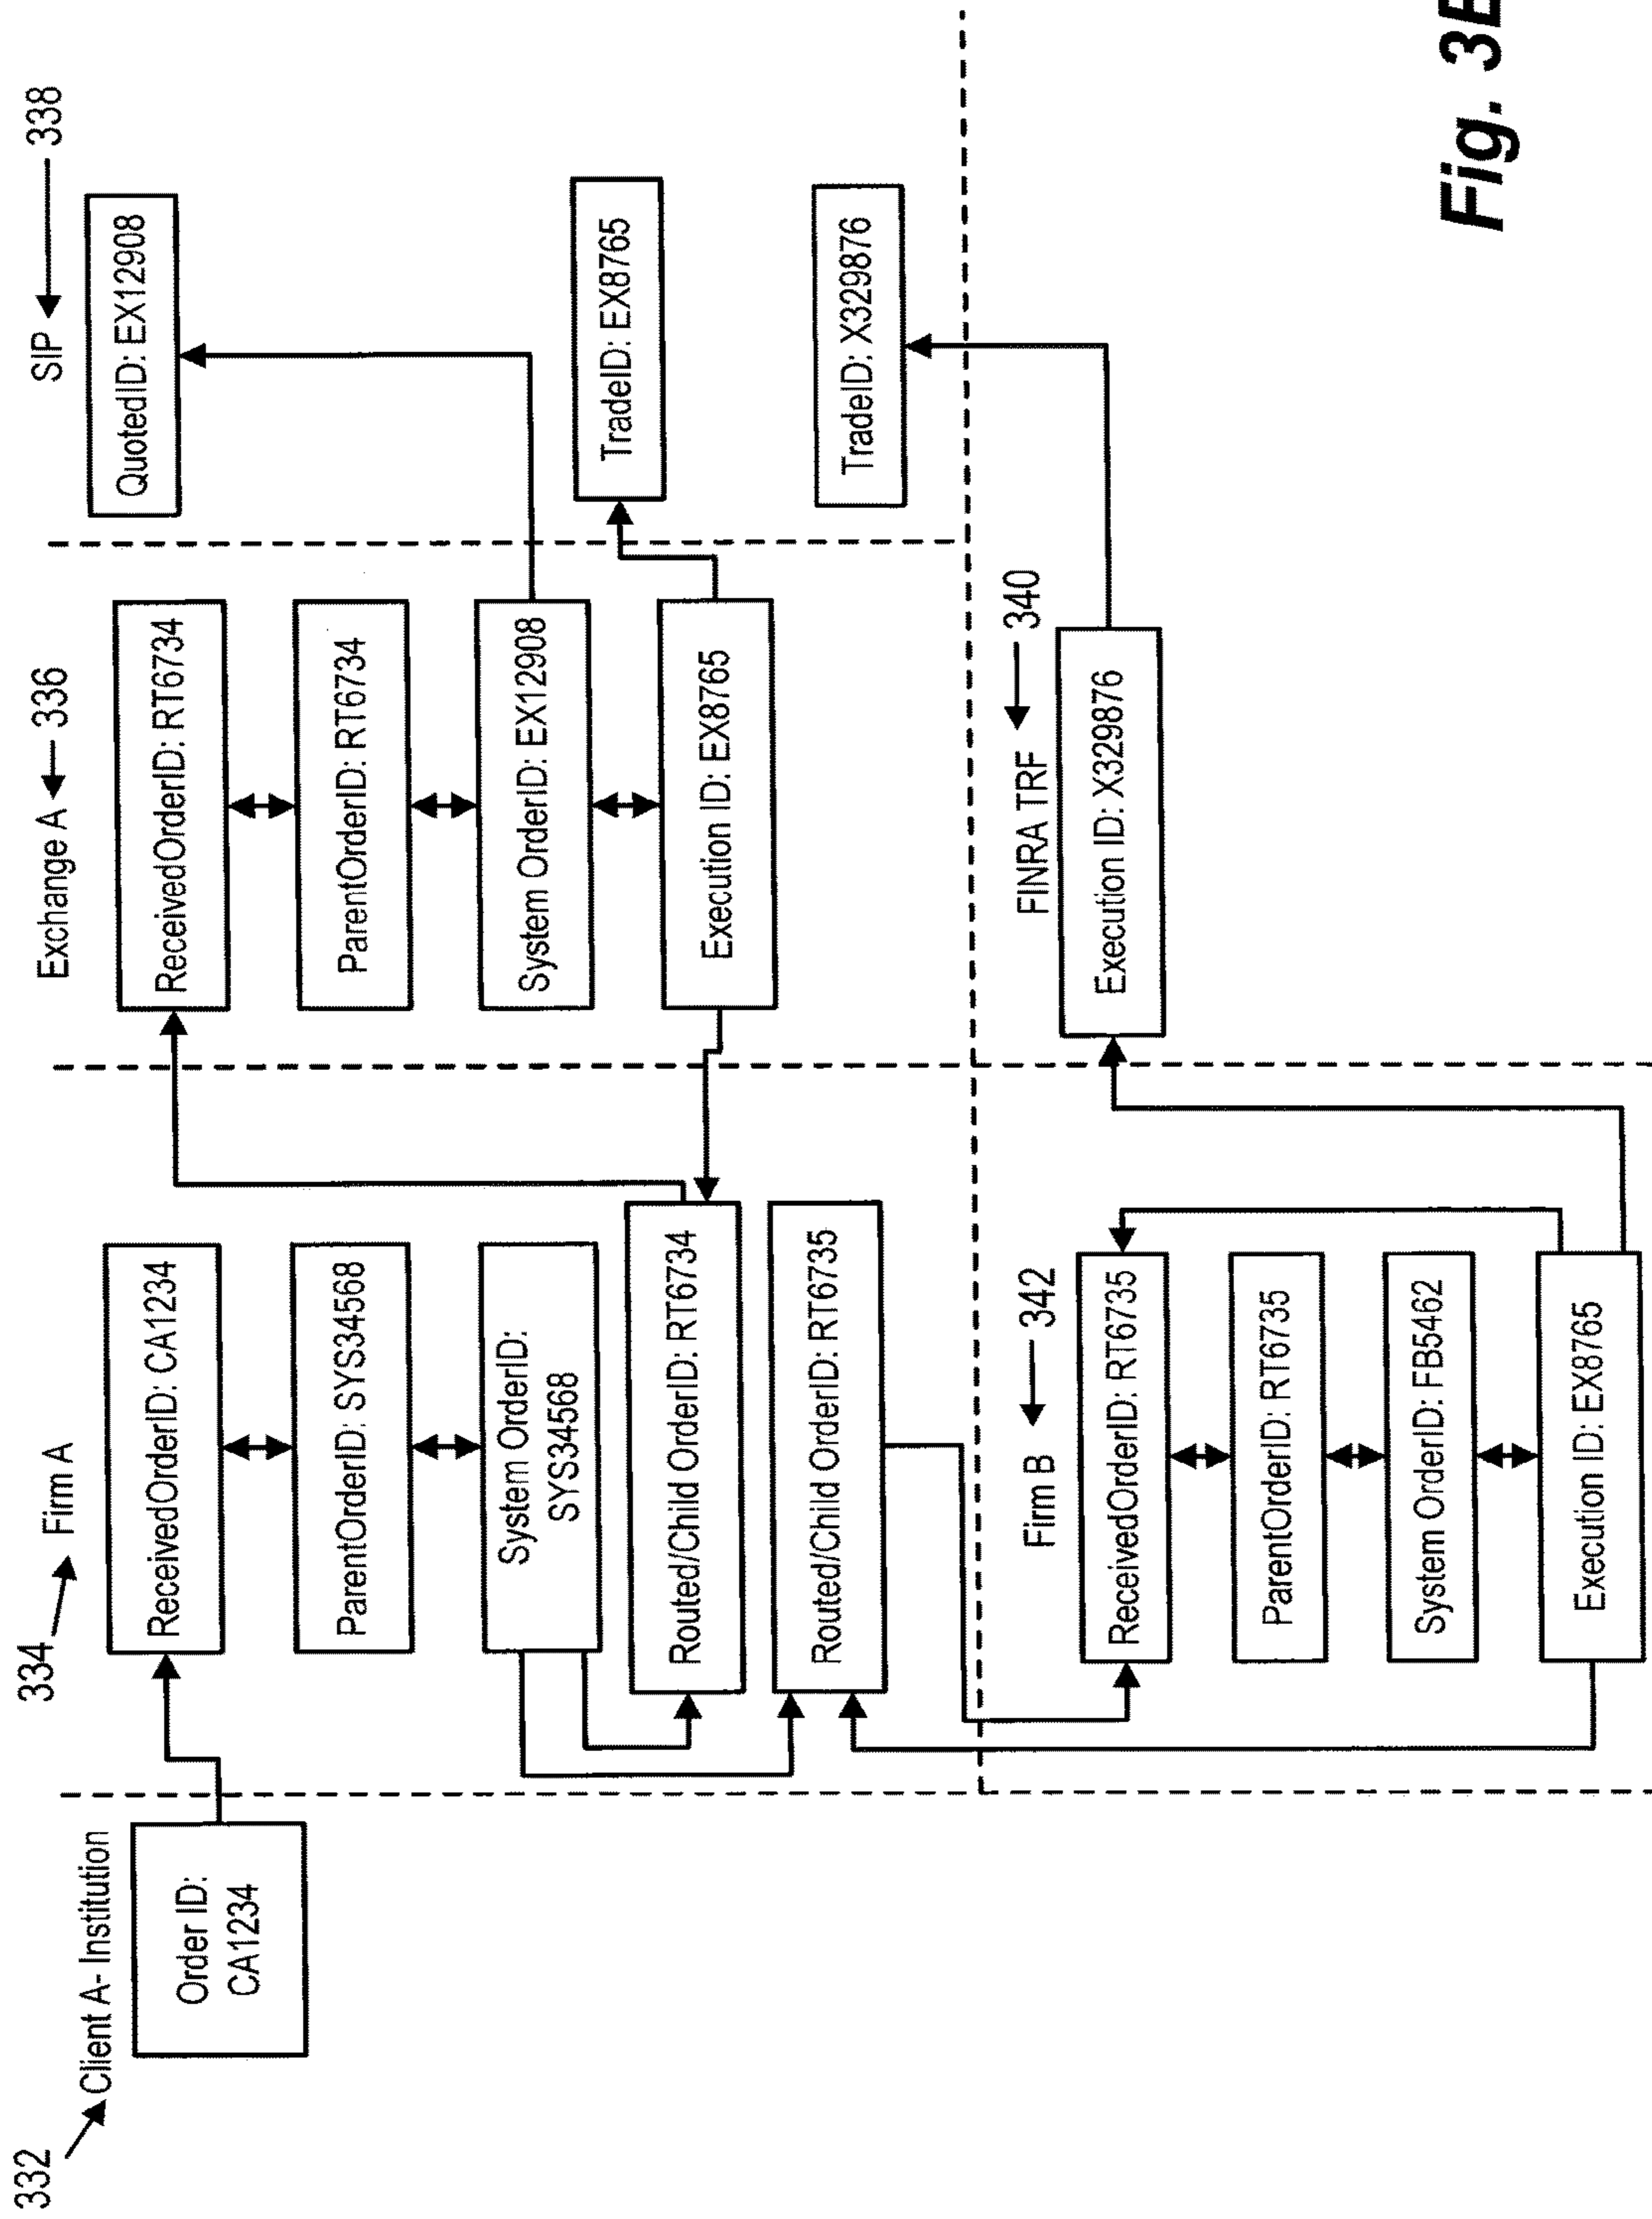 332
Client A- Institution
Order ID:
CA1234
334
Firm A
ReceivedOrderID: CA1234
ParentOrderID: SYS34568
System OrderID:
SYS34568
Routed/Child OrderID: RT6734
Routed/Child OrderID: RT6735
Exchange A
336
ReceivedOrderID: RT6734
ParentOrderID: RT6734
System OrderID: EX12908
Execution ID: EX8765
SIP
338
QuotedID: EX12908
TradeID: EX8765
TradeID: X329876
Firm B
342
ReceivedOrderID: RT6735
ParentOrderID: RT6735
System OrderID: FB5462
Execution ID: EX8765
FINRA TRF
340
Execution ID: X329876
Fig. 3B